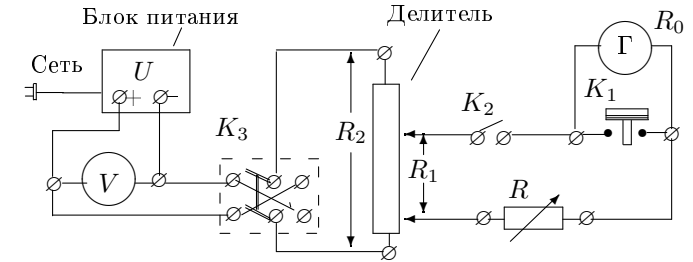 Блок питания
Делитель
R₀
Г
Сеть
U
+ −
K₁
K₂
K₃
R₂
R₁
V
R